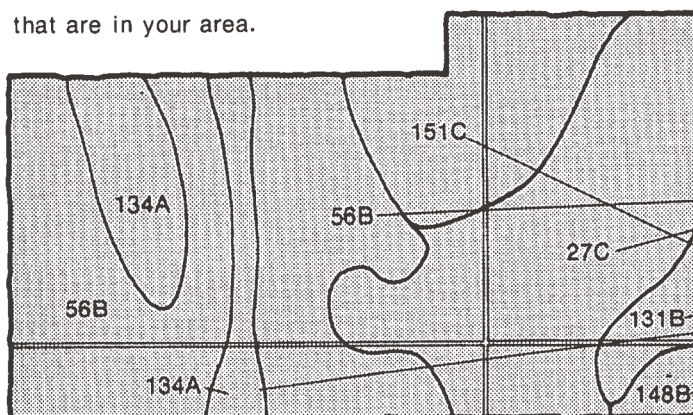 that are in your area.
151C
134A
56B
27C
56B
131B
134A
148B